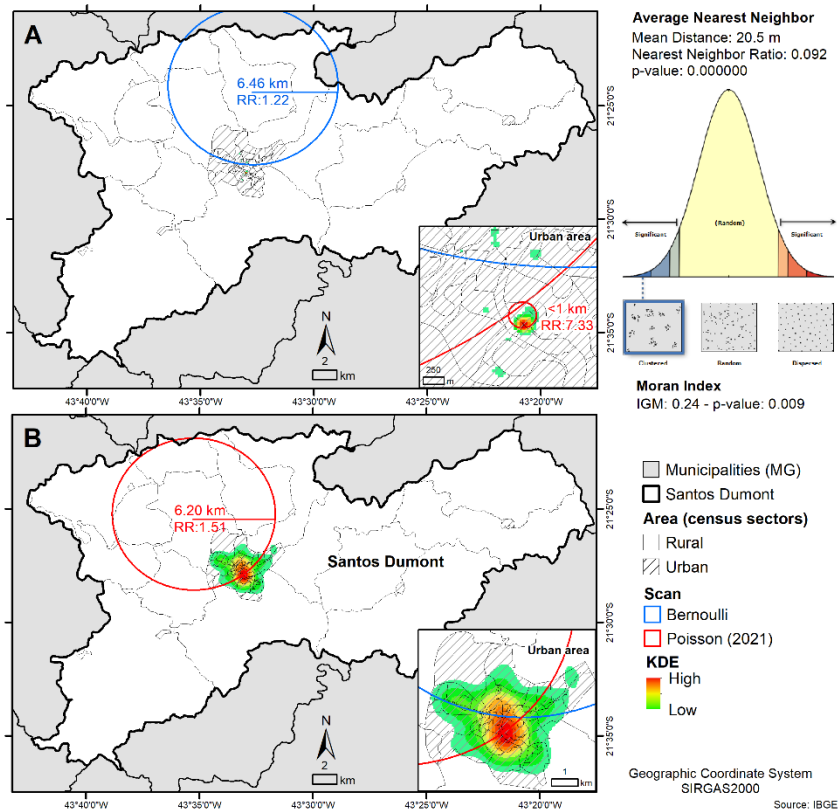 A
6.46 km
RR:1.22
21°25'0"S
21°30'0"S
21°35'0"S
Urban area
<1 km
RR:7.33
250
m
N
2
km
43°40'0"W
43°35'0"W
43°30'0"W
43°25'0"W
43°20'0"W
B
6.20 km
RR:1.51
Santos Dumont
21°25'0"S
21°30'0"S
21°35'0"S
Urban area
1
km
N
2
km
43°40'0"W
43°35'0"W
43°30'0"W
43°25'0"W
43°20'0"W
Average Nearest Neighbor
Mean Distance: 20.5 m
Nearest Neighbor Ratio: 0.092
p-value: 0.000000
Significant
(Random)
Significant
Clustered
Random
Dispersed
Moran Index
IGM: 0.24 - p-value: 0.009
Municipalities (MG)
Santos Dumont
Area (census sectors)
Rural
Urban
Scan
Bernoulli
Poisson (2021)
KDE
High
Low
Geographic Coordinate System
SIRGAS2000
Source: IBGE